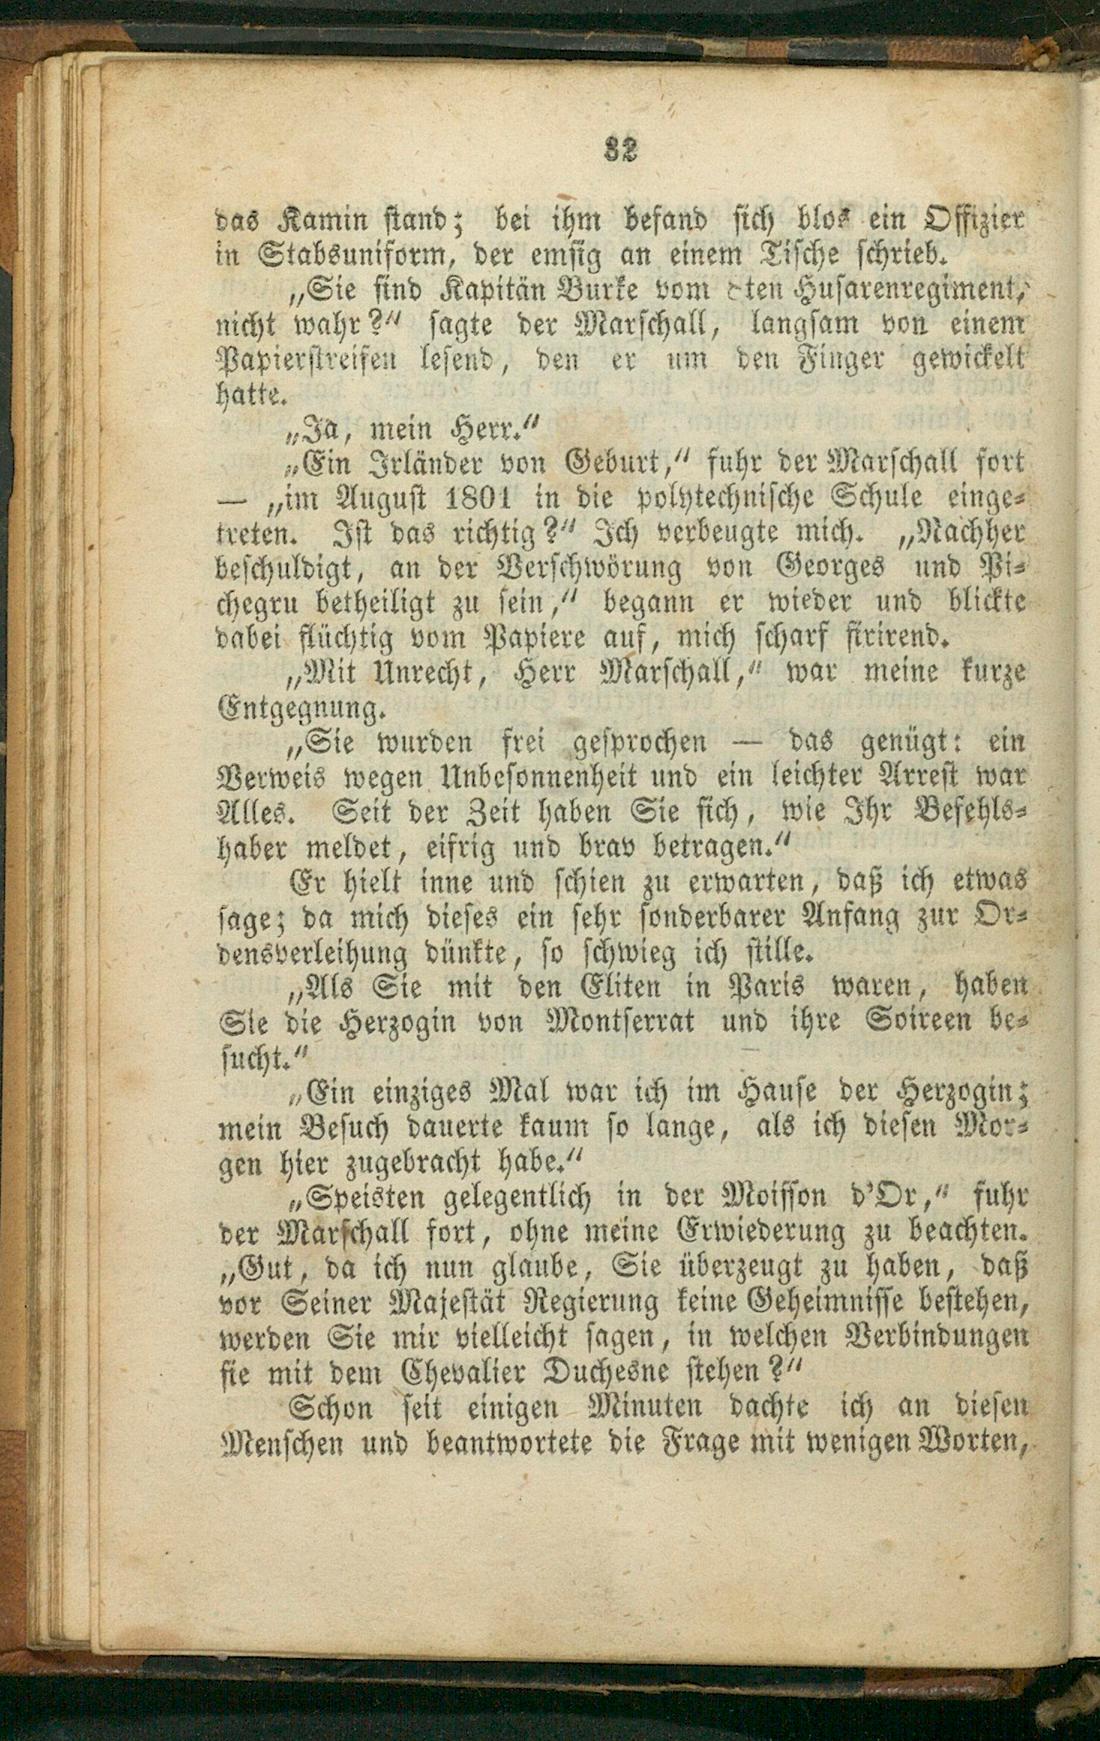 32
das Kamin stand; bei ihm befand sich blos ein Offizier
in Stabsuniform, der emsig an einem Tische schrieb.
„Sie sind Kapitän Burke vom 8ten Husarenregiment,
nicht wahr?“ sagte der Marschall, langsam von einem
Papierstreifen lesend, den er um den Finger gewickelt
hatte.
„Ja, mein Herr.“
„Ein Irländer von Geburt,“ fuhr der Marschall fort
— „im August 1801 in die polytechnische Schule einge-
treten. Ist das richtig?“ Ich verbeugte mich. „Nachher
beschuldigt, an der Verschwörung von Georges und Pi-
chegru betheiligt zu sein,“ begann er wieder und blickte
dabei flüchtig vom Papiere auf, mich scharf fixirend.
„Mit Unrecht, Herr Marschall,“ war meine kurze
Entgegnung.
„Sie wurden frei gesprochen — das genügt: ein
Verweis wegen Unbesonnenheit und ein leichter Arrest war
Alles. Seit der Zeit haben Sie sich, wie Ihr Befehls-
haber meldet, eifrig und brav betragen.“
Er hielt inne und schien zu erwarten, daß ich etwas
sage; da mich dieses ein sehr sonderbarer Anfang zur Or-
densverleihung dünkte, so schwieg ich stille.
„Als Sie mit den Eliten in Paris waren, haben
Sie die Herzogin von Montserrat und ihre Soireen be-
sucht.“
„Ein einziges Mal war ich im Hause der Herzogin;
mein Besuch dauerte kaum so lange, als ich diesen Mor-
gen hier zugebracht habe.“
„Speisten gelegentlich in der Moisson d’Or,“ fuhr
der Marschall fort, ohne meine Erwiederung zu beachten.
„Gut, da ich nun glaube, Sie überzeugt zu haben, daß
vor Seiner Majestät Regierung keine Geheimnisse bestehen,
werden Sie mir vielleicht sagen, in welchen Verbindungen
sie mit dem Chevalier Duchesne stehen?“
Schon seit einigen Minuten dachte ich an diesen
Menschen und beantwortete die Frage mit wenigen Worten,